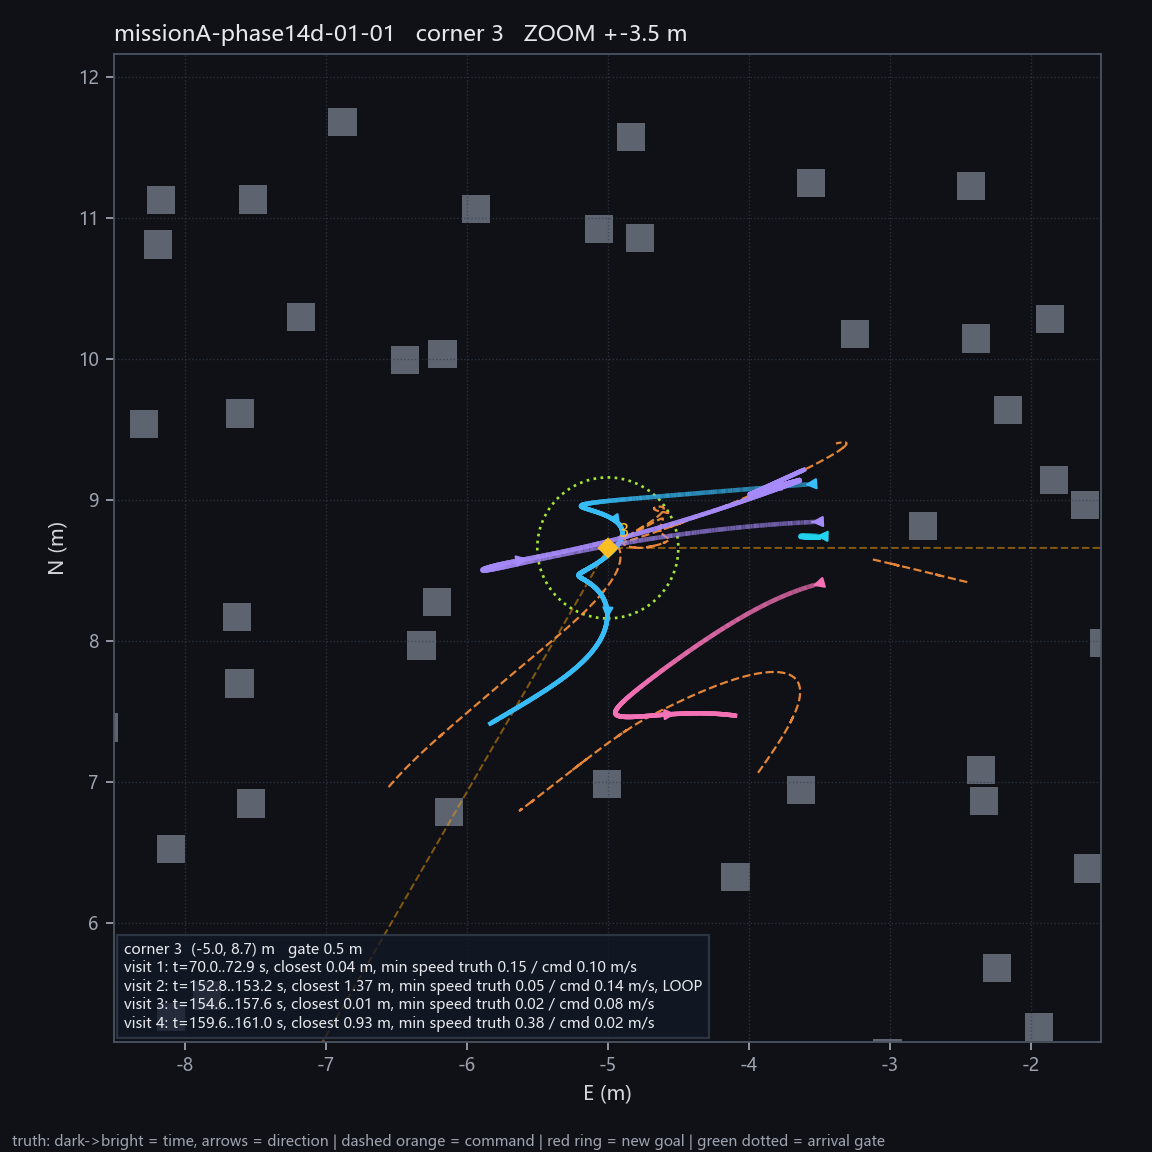 missionA-phase14d-01-01   corner 3   ZOOM +-3.5 m
12
11
10
9
8
7
6
N (m)
3
corner 3  (-5.0, 8.7) m   gate 0.5 m
visit 1: t=70.0..72.9 s, closest 0.04 m, min speed truth 0.15 / cmd 0.10 m/s
visit 2: t=152.8..153.2 s, closest 1.37 m, min speed truth 0.05 / cmd 0.14 m/s, LOOP
visit 3: t=154.6..157.6 s, closest 0.01 m, min speed truth 0.02 / cmd 0.08 m/s
visit 4: t=159.6..161.0 s, closest 0.93 m, min speed truth 0.38 / cmd 0.02 m/s
-8 -7 -6 -5 -4 -3 -2
E (m)
truth: dark->bright = time, arrows = direction | dashed orange = command | red ring = new goal | green dotted = arrival gate